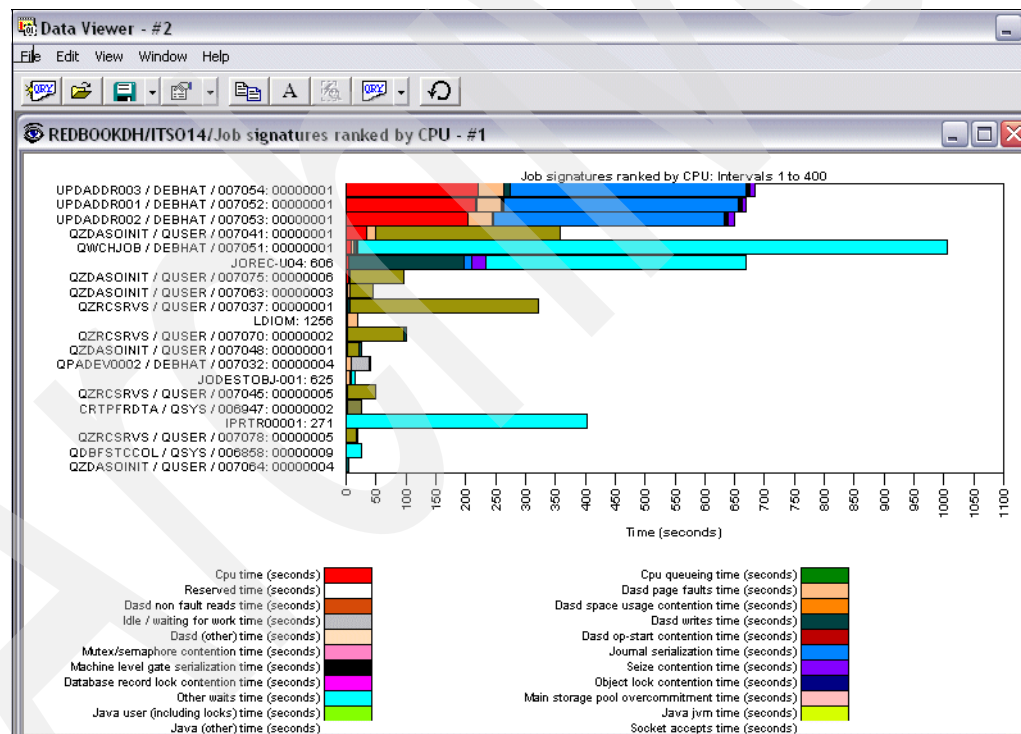 Data Viewer - #2
File Edit View Window Help
QRY A QRY
REDBOOKDH/ITSO14/Job signatures ranked by CPU - #1
Job signatures ranked by CPU: Intervals 1 to 400
UPDADDR003 / DEBHAT / 007054: 00000001
UPDADDR001 / DEBHAT / 007052: 00000001
UPDADDR002 / DEBHAT / 007053: 00000001
QZDASOINIT / QUSER / 007041: 00000001
QWCHJOB / DEBHAT / 007051: 00000001
JOREC-U04: 606
QZDASOINIT / QUSER / 007075: 00000006
QZDASOINIT / QUSER / 007063: 00000003
QZRCSRVS / QUSER / 007037: 00000001
LDIOM: 1256
QZRCSRVS / QUSER / 007070: 00000002
QZDASOINIT / QUSER / 007048: 00000001
QPADEV0002 / DEBHAT / 007032: 00000004
JODESTOBJ-001: 625
QZRCSRVS / QUSER / 007045: 00000005
CRTPFRDTA / QSYS / 006947: 00000002
IPRTR00001: 271
QZRCSRVS / QUSER / 007078: 00000005
QDBFSTCCOL / QSYS / 006858: 00000009
QZDASOINIT / QUSER / 007064: 00000004
0 50 100 150 200 250 300 350 400 450 500 550 600 650 700 750 800 850 900 950 1000 1050 1100
Time (seconds)
Cpu time (seconds)
Reserved time (seconds)
Dasd non fault reads time (seconds)
Idle / waiting for work time (seconds)
Dasd (other) time (seconds)
Mutex/semaphore contention time (seconds)
Machine level gate serialization time (seconds)
Database record lock contention time (seconds)
Other waits time (seconds)
Java user (including locks) time (seconds)
Java (other) time (seconds)
Cpu queueing time (seconds)
Dasd page faults time (seconds)
Dasd space usage contention time (seconds)
Dasd writes time (seconds)
Dasd op-start contention time (seconds)
Journal serialization time (seconds)
Seize contention time (seconds)
Object lock contention time (seconds)
Main storage pool overcommitment time (seconds)
Java jvm time (seconds)
Socket accepts time (seconds)